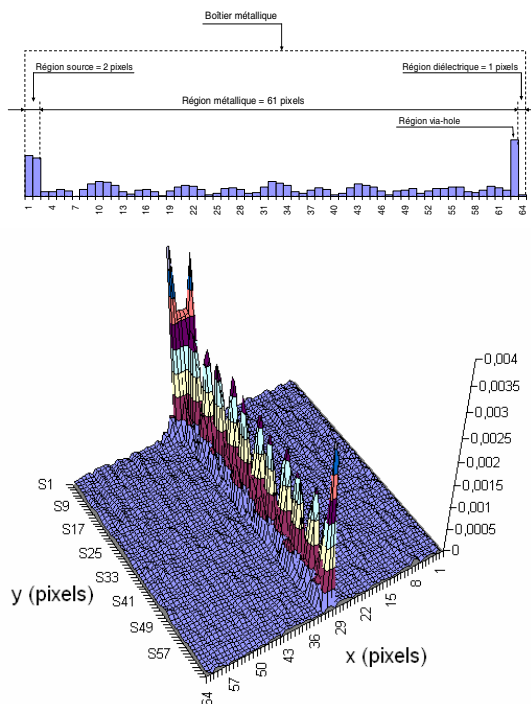 Boîtier métallique
Région source = 2 pixels
Région diélectrique = 1 pixels
Région métallique = 61 pixels
Région via-hole
1 4 7 10 13 16 19 22 25 28 31 34 37 40 43 46 49 52 55 58 61 64
0,004
0,0035
0,003
0,0025
0,002
0,0015
0,001
0,0005
0
S1
S9
S17
S25
S33
S41
S49
S57
y (pixels)
1
8
15
22
29
36
43
50
57
64
x (pixels)